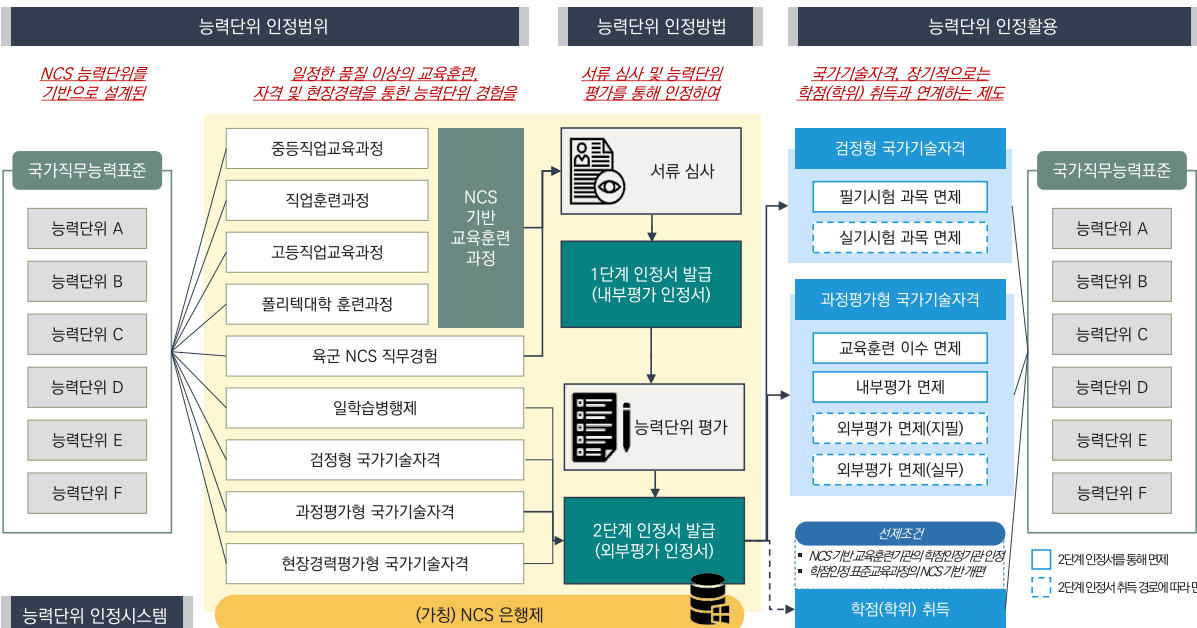 능력단위 인정범위
능력단위 인정방법
능력단위 인정활용
NCS 능력단위를
기반으로 설계된
일정한 품질 이상의 교육훈련,
자격 및 현장경력을 통한 능력단위 경험을
서류 심사 및 능력단위
평가를 통해 인정하여
국가기술자격, 장기적으로는
학점(학위) 취득과 연계하는 제도
국가직무능력표준
능력단위 A
능력단위 B
능력단위 C
능력단위 D
능력단위 E
능력단위 F
중등직업교육과정
직업훈련과정
고등직업교육과정
폴리텍대학 훈련과정
NCS
기반
교육훈련
과정
육군 NCS 직무경험
일학습병행제
검정형 국가기술자격
과정평가형 국가기술자격
현장경력평가형 국가기술자격
서류 심사
1단계 인정서 발급
(내부평가 인정서)
능력단위 평가
2단계 인정서 발급
(외부평가 인정서)
검정형 국가기술자격
필기시험 과목 면제
실기시험 과목 면제
과정평가형 국가기술자격
교육훈련 이수 면제
내부평가 면제
외부평가 면제(지필)
외부평가 면제(실무)
선제조건
▪ NCS 기반 교육훈련기관의 학점인정기관 인정
▪ 학점인정 표준교육과정의 NCS 기반 개편
학점(학위) 취득
국가직무능력표준
능력단위 A
능력단위 B
능력단위 C
능력단위 D
능력단위 E
능력단위 F
2단계 인정서를 통해 면제
2단계 인정서 취득 경로에 따라 면
능력단위 인정시스템
(가칭) NCS 은행제